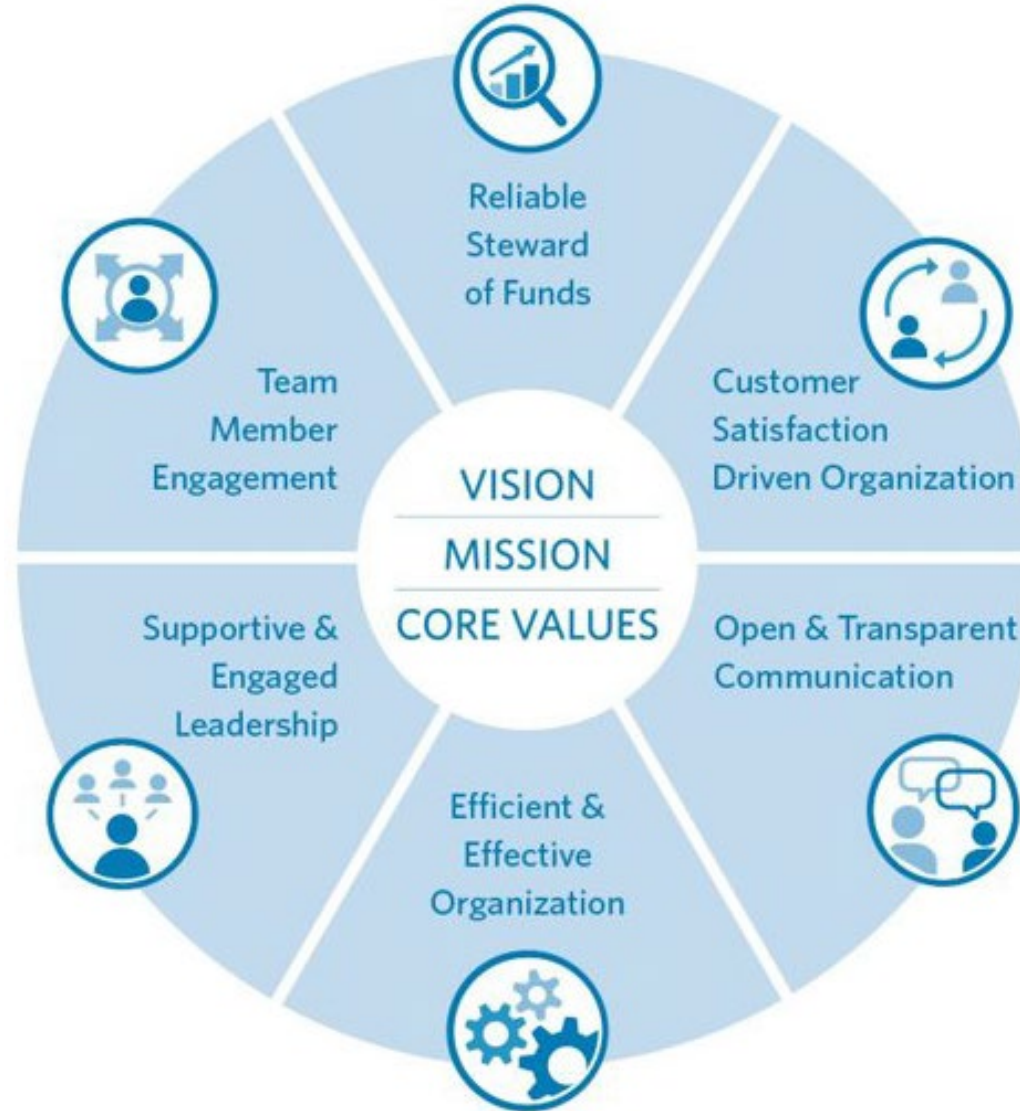 Reliable
Steward
of Funds
Customer
Satisfaction
Driven Organization
Open & Transparent
Communication
Efficient &
Effective
Organization
Supportive &
Engaged
Leadership
Team
Member
Engagement
VISION
MISSION
CORE VALUES